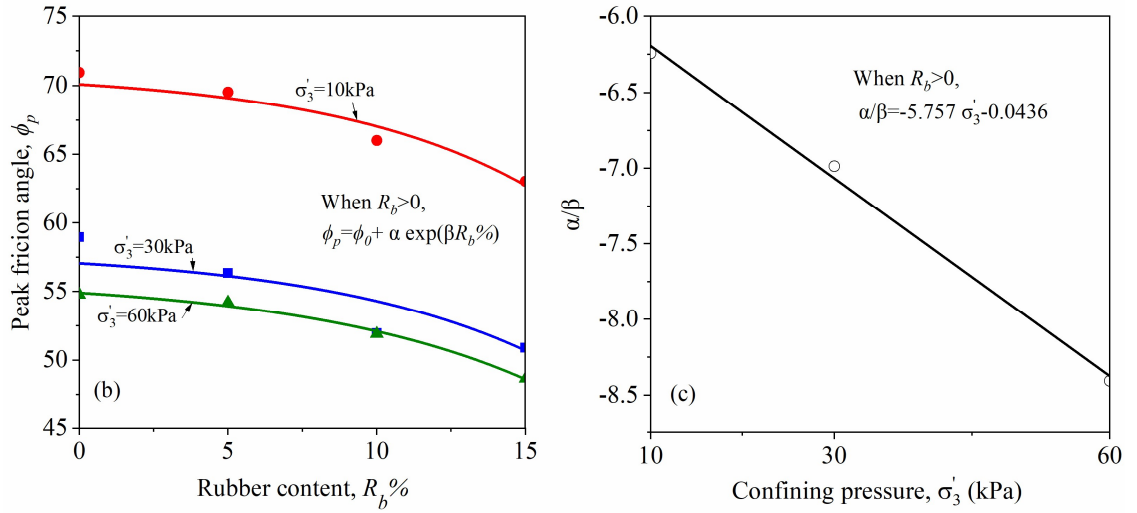 75
70
65
60
55
50
45
0
5
10
15
Peak fricion angle, ϕp
Rubber content, Rb%
σ'3=10kPa
When Rb>0,
ϕp=ϕ0+ α exp(βRb%)
σ'3=30kPa
σ'3=60kPa
(b)
-6.0
-6.5
-7.0
-7.5
-8.0
-8.5
10
30
60
α/β
Confining pressure, σ'3 (kPa)
When Rb>0,
α/β=-5.757 σ'3-0.0436
(c)